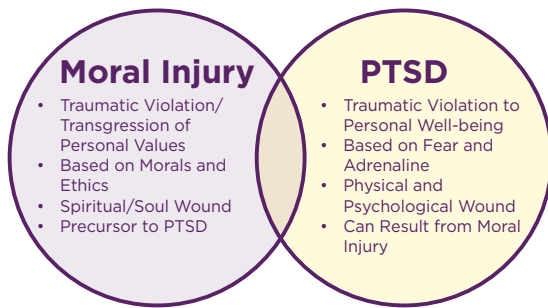 Moral Injury
• Traumatic Violation/
Transgression of
Personal Values
• Based on Morals and
Ethics
• Spiritual/Soul Wound
• Precursor to PTSD
PTSD
• Traumatic Violation to
Personal Well-being
• Based on Fear and
Adrenaline
• Physical and
Psychological Wound
• Can Result from Moral
Injury